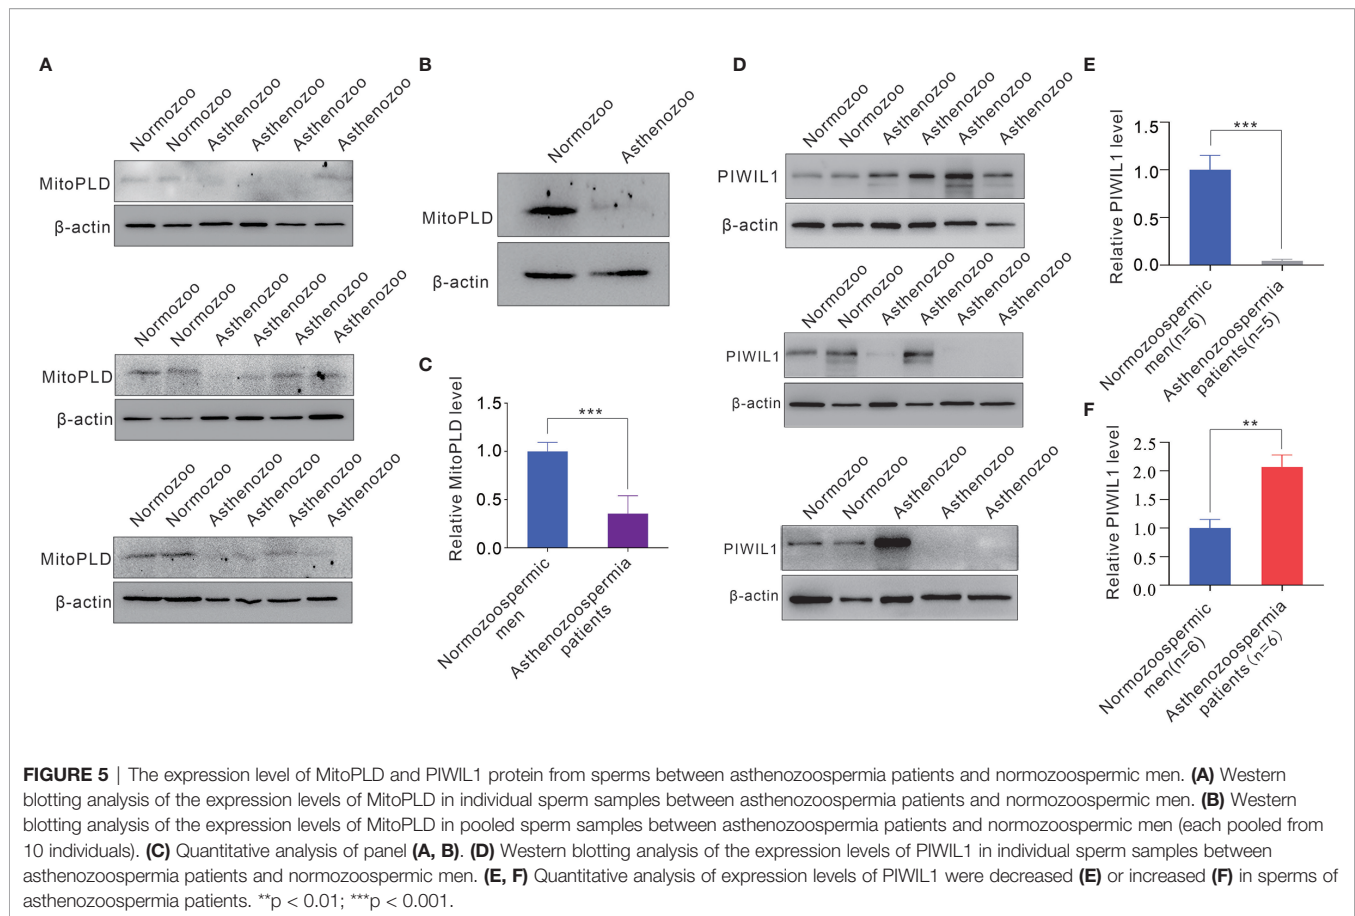 A
Normozoo
Normozoo
Asthenozoo
Asthenozoo
Asthenozoo
Asthenozoo
MitoPLD
β-actin
Normozoo
Normozoo
Asthenozoo
Asthenozoo
Asthenozoo
Asthenozoo
MitoPLD
β-actin
Normozoo
Normozoo
Asthenozoo
Asthenozoo
Asthenozoo
Asthenozoo
MitoPLD
β-actin
B
Normozoo
Asthenozoo
MitoPLD
β-actin
C
Relative MitoPLD level
1.5
1.0
0.5
0.0
***
Normozoospermic
men
Asthenozoospermia
patients
D
Normozoo
Normozoo
Asthenozoo
Asthenozoo
Asthenozoo
Asthenozoo
PIWIL1
β-actin
Normozoo
Normozoo
Asthenozoo
Asthenozoo
Asthenozoo
Asthenozoo
PIWIL1
β-actin
Normozoo
Normozoo
Asthenozoo
Asthenozoo
Asthenozoo
PIWIL1
β-actin
E
Relative PIWIL1 level
1.5
1.0
0.5
0.0
***
Normozoospermic
men(n=6)
Asthenozoospermia
patients(n=5)
F
Relative PIWIL1 level
2.5
2.0
1.0
0.5
0.0
**
Normozoospermic
men(n=6)
Asthenozoospermia
patients(n=6)
FIGURE 5 | The expression level of MitoPLD and PIWIL1 protein from sperms between asthenozoospermia patients and normozoospermic men. (A) Western
blotting analysis of the expression levels of MitoPLD in individual sperm samples between asthenozoospermia patients and normozoospermic men. (B) Western
blotting analysis of the expression levels of MitoPLD in pooled sperm samples between asthenozoospermia patients and normozoospermic men (each pooled from
10 individuals). (C) Quantitative analysis of panel (A, B). (D) Western blotting analysis of the expression levels of PIWIL1 in individual sperm samples between
asthenozoospermia patients and normozoospermic men. (E, F) Quantitative analysis of expression levels of PIWIL1 were decreased (E) or increased (F) in sperms of
asthenozoospermia patients. **p < 0.01; ***p < 0.001.